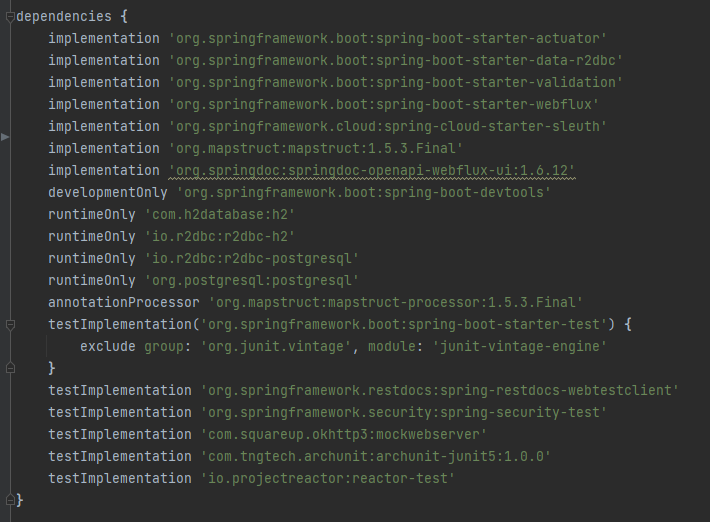 dependencies {
    implementation 'org.springframework.boot:spring-boot-starter-actuator'
    implementation 'org.springframework.boot:spring-boot-starter-data-r2dbc'
    implementation 'org.springframework.boot:spring-boot-starter-validation'
    implementation 'org.springframework.boot:spring-boot-starter-webflux'
    implementation 'org.springframework.cloud:spring-cloud-starter-sleuth'
    implementation 'org.mapstruct:mapstruct:1.5.3.Final'
    implementation 'org.springdoc:springdoc-openapi-webflux-ui:1.6.12'
    developmentOnly 'org.springframework.boot:spring-boot-devtools'
    runtimeOnly 'com.h2database:h2'
    runtimeOnly 'io.r2dbc:r2dbc-h2'
    runtimeOnly 'io.r2dbc:r2dbc-postgresql'
    runtimeOnly 'org.postgresql:postgresql'
    annotationProcessor 'org.mapstruct:mapstruct-processor:1.5.3.Final'
    testImplementation('org.springframework.boot:spring-boot-starter-test') {
        exclude group: 'org.junit.vintage', module: 'junit-vintage-engine'
    }
    testImplementation 'org.springframework.restdocs:spring-restdocs-webtestclient'
    testImplementation 'org.springframework.security:spring-security-test'
    testImplementation 'com.squareup.okhttp3:mockwebserver'
    testImplementation 'com.tngtech.archunit:archunit-junit5:1.0.0'
    testImplementation 'io.projectreactor:reactor-test'
}